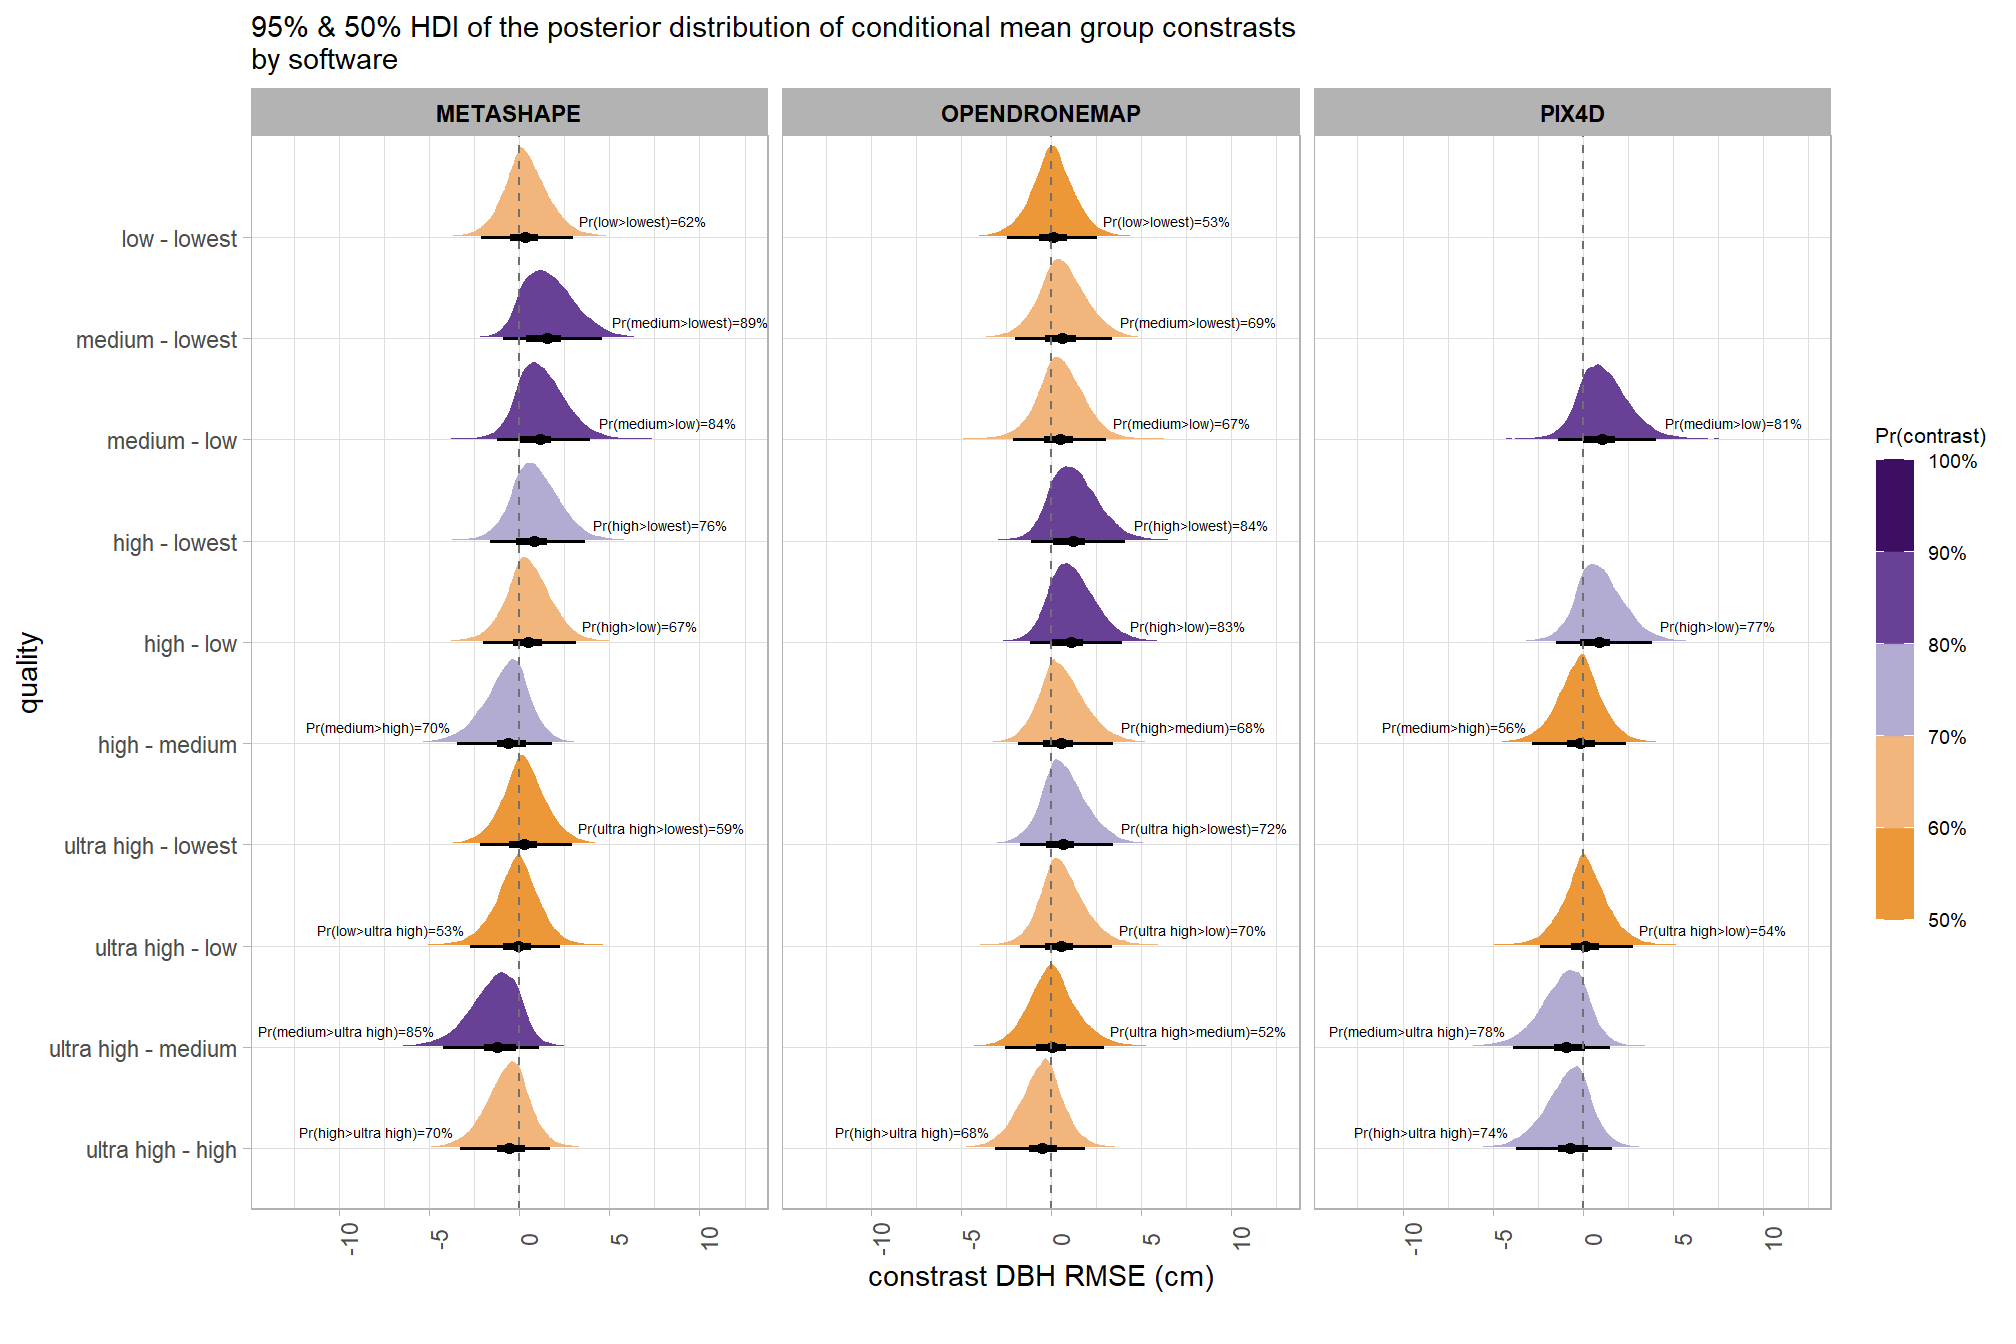 95% & 50% HDI of the posterior distribution of conditional mean group constrasts
by software
METASHAPE
OPENDRONEMAP
PIX4D
quality
low - lowest
Pr(low>lowest)=62%
Pr(low>lowest)=53%
medium - lowest
Pr(medium>lowest)=89%
Pr(medium>lowest)=69%
medium - low
Pr(medium>low)=84%
Pr(medium>low)=67%
Pr(medium>low)=81%
high - lowest
Pr(high>lowest)=76%
Pr(high>lowest)=84%
high - low
Pr(high>low)=67%
Pr(high>low)=83%
Pr(high>low)=77%
high - medium
Pr(medium>high)=70%
Pr(high>medium)=68%
Pr(medium>high)=56%
ultra high - lowest
Pr(ultra high>lowest)=59%
Pr(ultra high>lowest)=72%
ultra high - low
Pr(low>ultra high)=53%
Pr(ultra high>low)=70%
Pr(ultra high>low)=54%
ultra high - medium
Pr(medium>ultra high)=85%
Pr(ultra high>medium)=52%
Pr(medium>ultra high)=78%
ultra high - high
Pr(high>ultra high)=70%
Pr(high>ultra high)=68%
Pr(high>ultra high)=74%
-10 -5 0 5 10
-10 -5 0 5 10
-10 -5 0 5 10
constrast DBH RMSE (cm)
Pr(contrast)
100%
90%
80%
70%
60%
50%